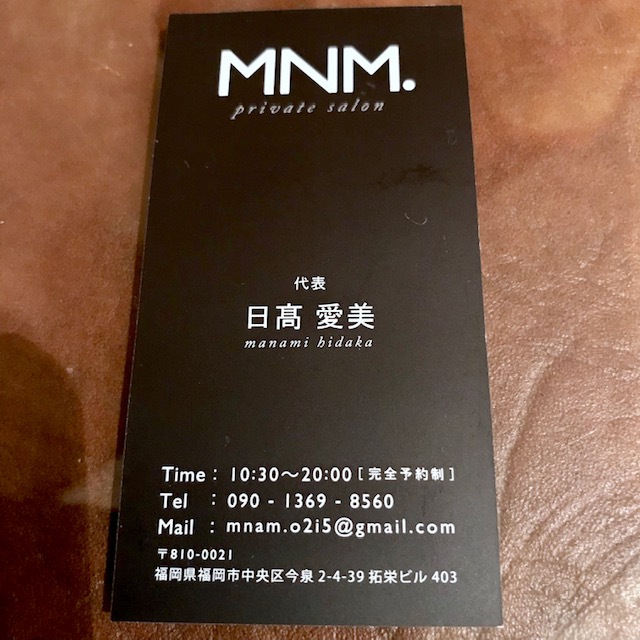 MNM.
private salon
代表
日髙 愛美
manami hidaka
Time : 10:30～20:00 [ 完全予約制 ]
Tel : 090 - 1369 - 8560
Mail : mnam.o2i5@gmail.com
〒810-0021
福岡県福岡市中央区今泉 2-4-39 拓栄ビル 403